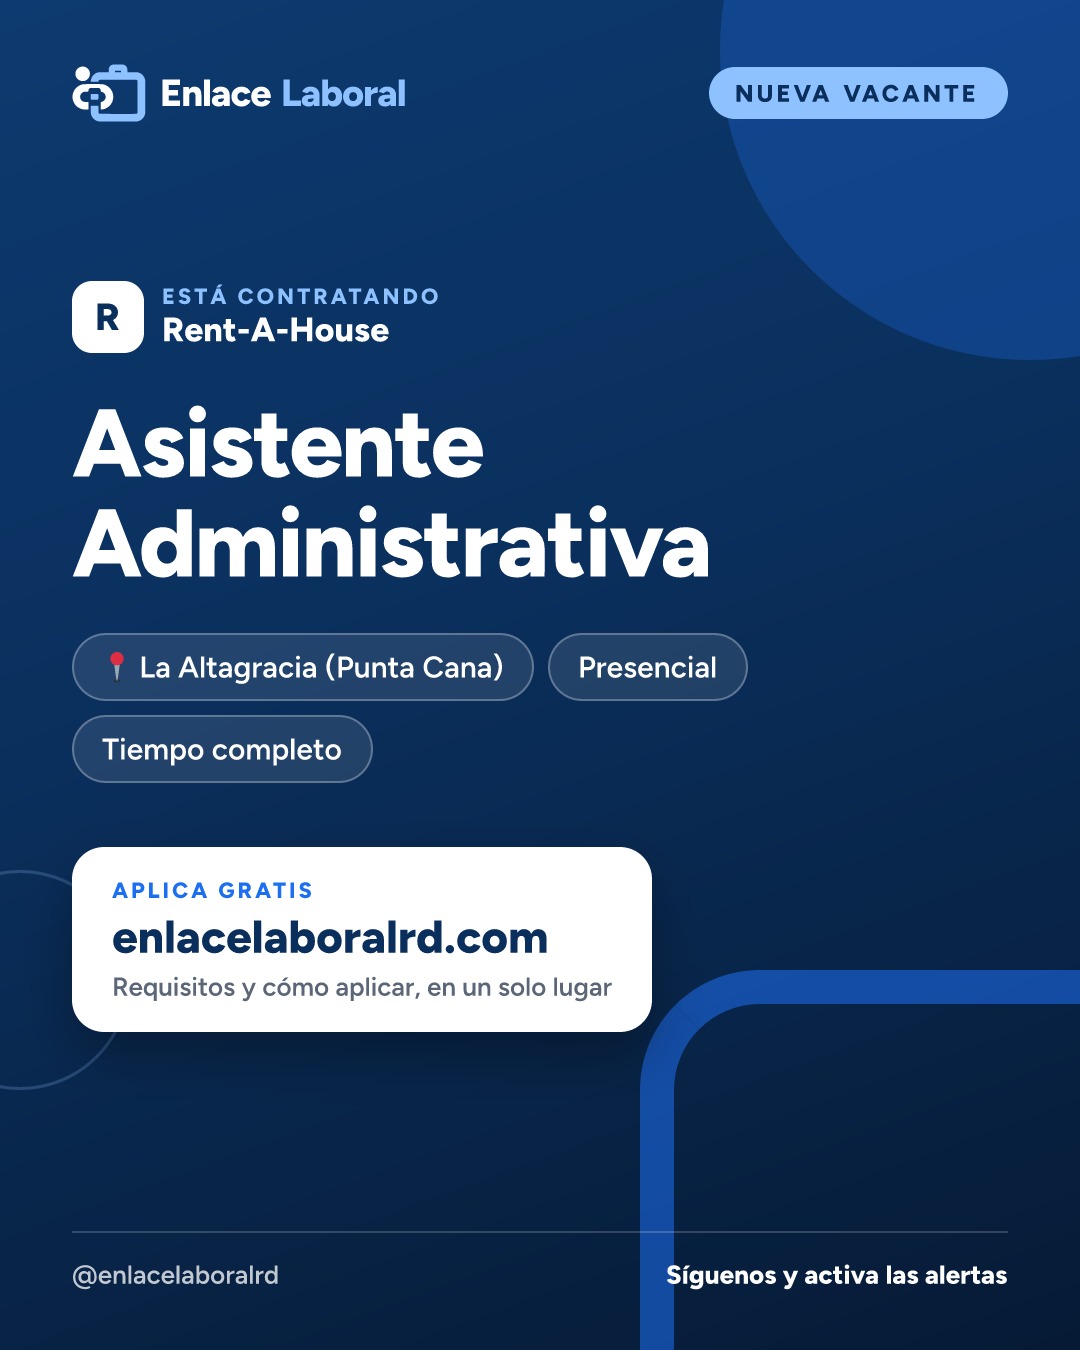 Enlace Laboral
NUEVA VACANTE
R
ESTÁ CONTRATANDO
Rent-A-House
Asistente
Administrativa
📍 La Altagracia (Punta Cana)
Presencial
Tiempo completo
APLICA GRATIS
enlacelaboralrd.com
Requisitos y cómo aplicar, en un solo lugar
@enlacelaboralrd
Síguenos y activa las alertas